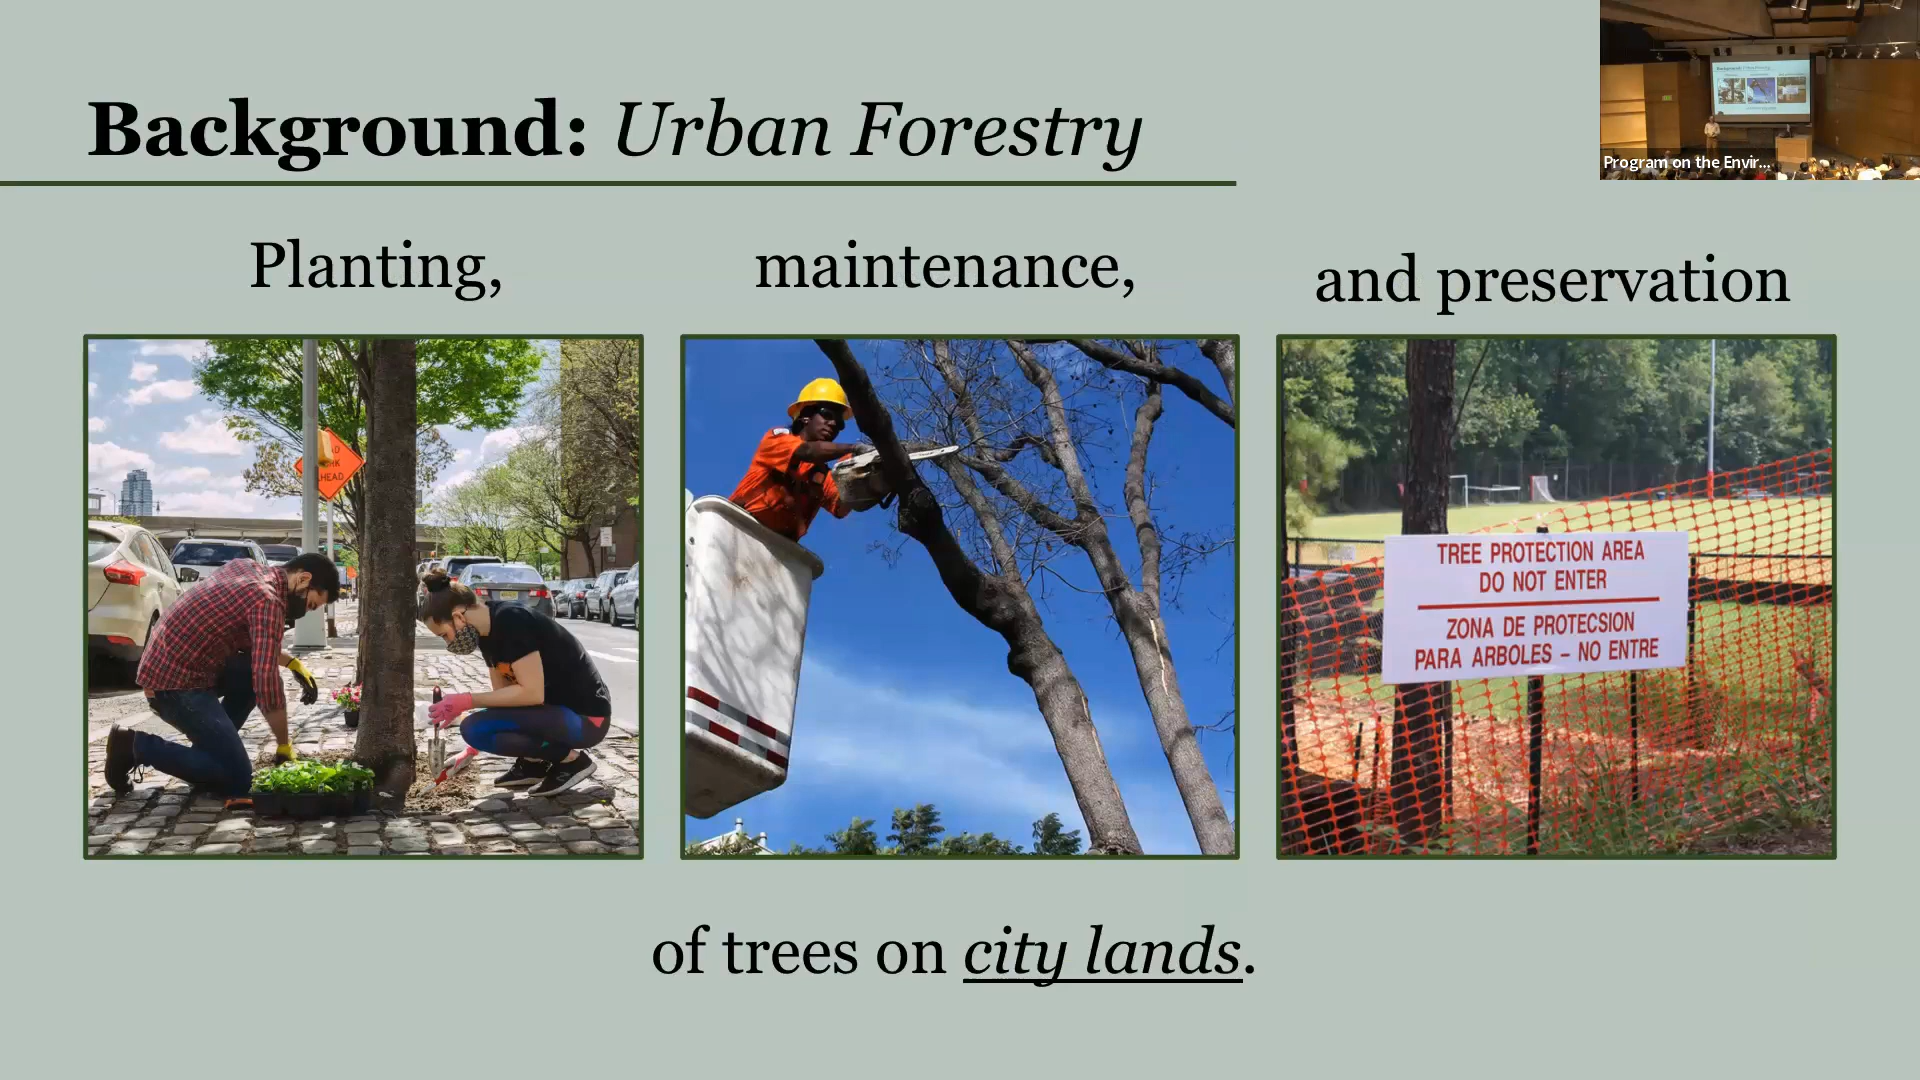 Background: Urban Forestry
Program on the Envir...
Planting,
maintenance,
and preservation
HEAD
TREE PROTECTION AREA
DO NOT ENTER
ZONA DE PROTECSION
PARA ARBOLES – NO ENTRE
of trees on city lands.